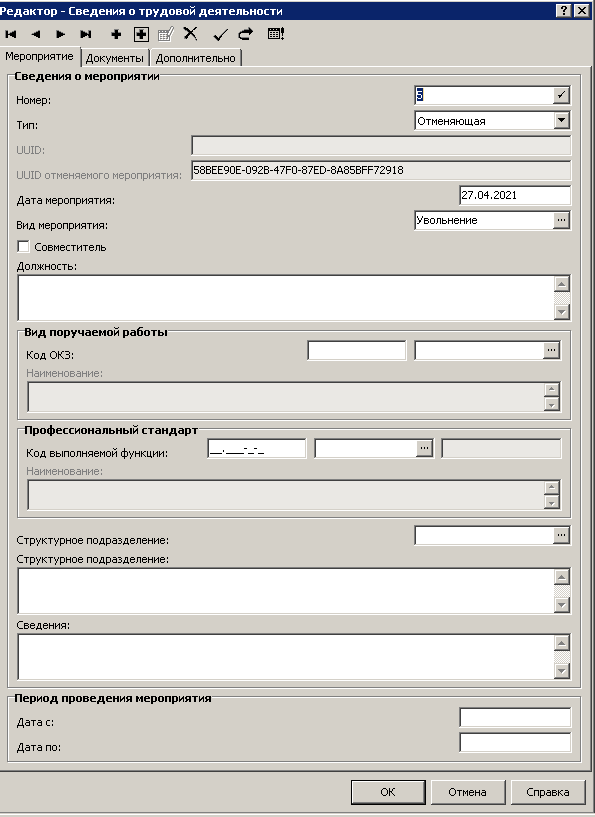 Редактор - Сведения о трудовой деятельности
Мероприятие Документы Дополнительно
Сведения о мероприятии
Номер: 5
Тип: Отменяющая
UUID:
UUID отменяемого мероприятия: 58BEE90E-092B-47F0-87ED-8A85BFF72918
Дата мероприятия: 27.04.2021
Вид мероприятия: Увольнение ...
Совместитель
Должность:
Вид поручаемой работы
Код ОКЗ: ...
Наименование:
Профессиональный стандарт
Код выполняемой функции: __.___-_-_ ...
Наименование:
Структурное подразделение: ...
Структурное подразделение:
Сведения:
Период проведения мероприятия
Дата с:
Дата по:
OK Отмена Справка